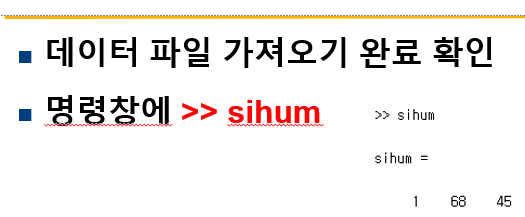 데이터 파일 가져오기 완료 확인
명령창에 >> sihum
>> sihum
sihum =
1 68 45